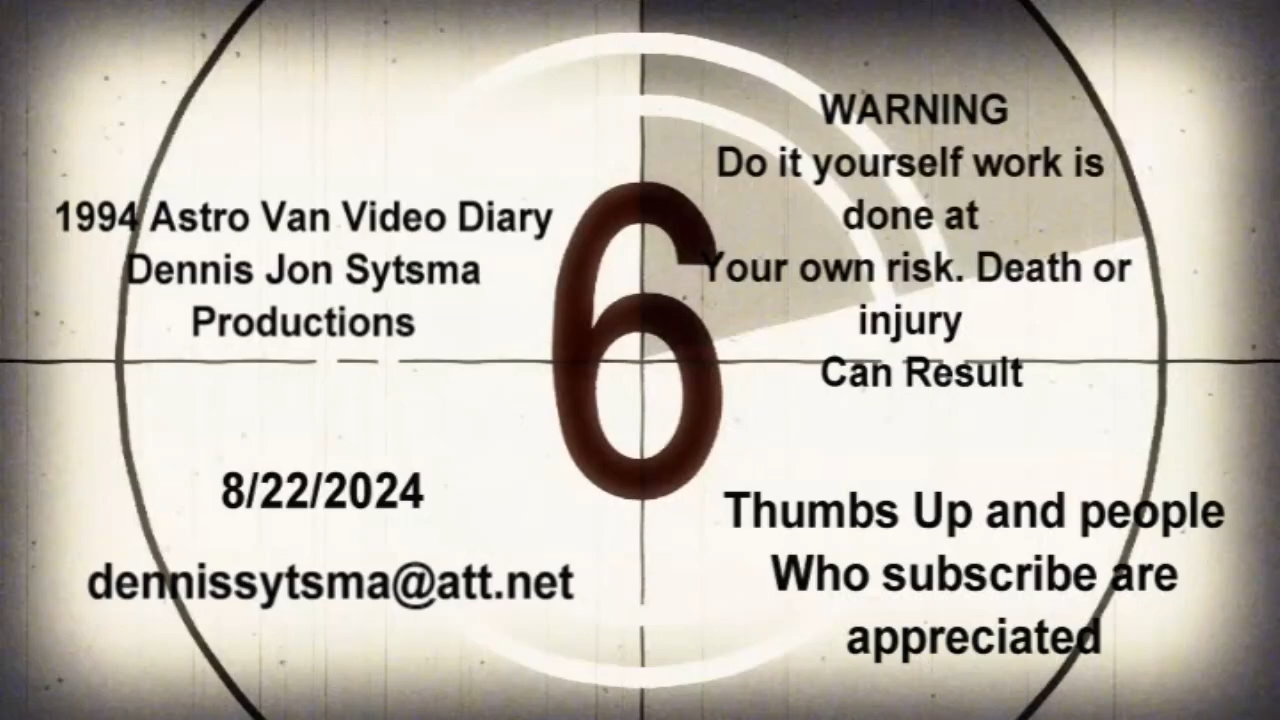 1994 Astro Van Video Diary
Dennis Jon Sytsma
Productions
8/22/2024
dennissytsma@att.net
6
WARNING
Do it yourself work is
done at
Your own risk. Death or
injury
Can Result
Thumbs Up and people
Who subscribe are
appreciated